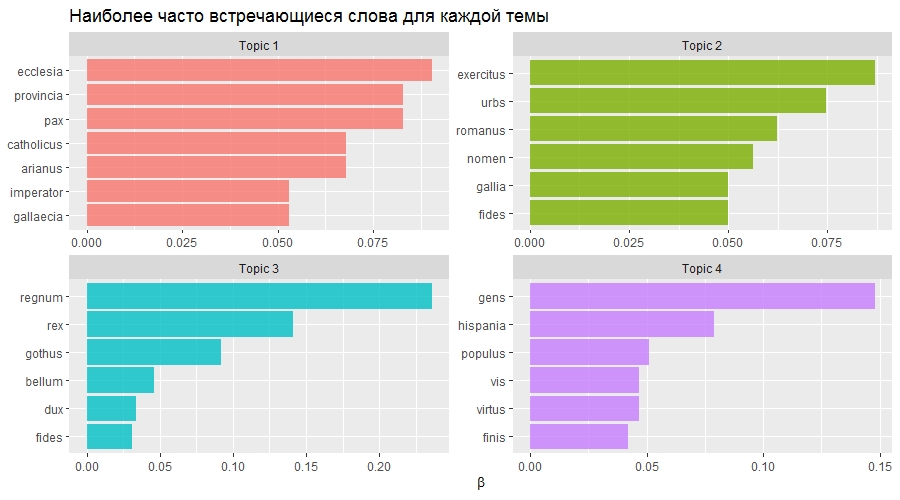 Наиболее часто встречающиеся слова для каждой темы
Topic 1
ecclesia
provincia
pax
catholicus
arianus
imperator
gallaecia
0.000 0.025 0.050 0.075
Topic 2
exercitus
urbs
romanus
nomen
gallia
fides
0.000 0.025 0.050 0.075
Topic 3
regnum
rex
gothus
bellum
dux
fides
0.00 0.05 0.10 0.15 0.20
Topic 4
gens
hispania
populus
vis
virtus
finis
0.00 0.05 0.10 0.15
β